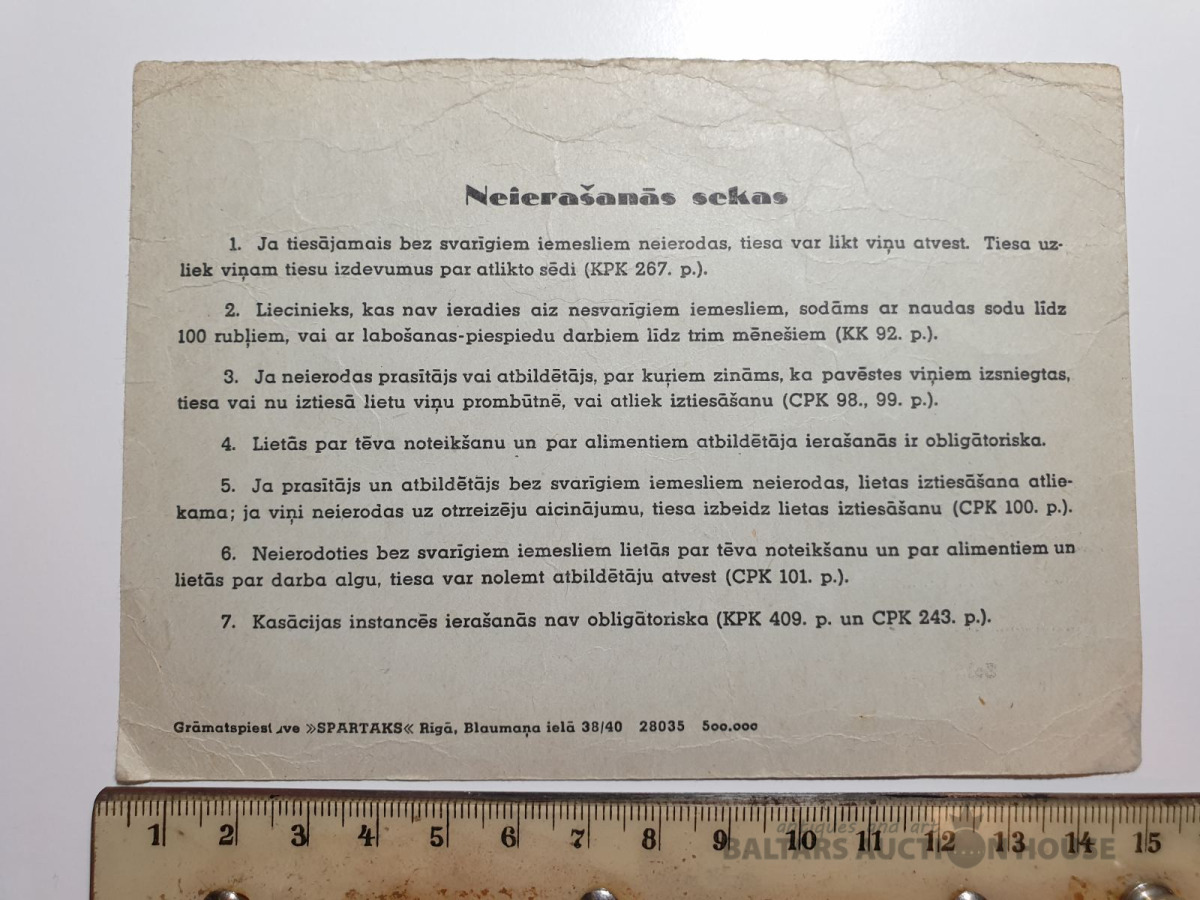 Neierašanās sekas
1. Ja tiesājamais bez svarīgiem iemesliem neierodas, tiesa var likt viņu atvest. Tiesa uz-
liek viņam tiesu izdevumus par atlikto sēdi (KPK 267. p.).
2. Liecinieks, kas nav ieradies aiz nesvarīgiem iemesliem, sodāms ar naudas sodu līdz
100 rubļiem, vai ar labošanas-piespiedu darbiem līdz trim mēnešiem (KK 92. p.).
3. Ja neierodas prasītājs vai atbildētājs, par kuŗiem zināms, ka pavēstes viņiem izsniegtas,
tiesa vai nu iztiesā lietu viņu prombūtnē, vai atliek iztiesāšanu (CPK 98., 99. p.).
4. Lietās par tēva noteikšanu un par alimentiem atbildētāja ierašanās ir obligātoriska.
5. Ja prasītājs un atbildētājs bez svarīgiem iemesliem neierodas, lietas iztiesāšana atlie-
kama; ja viņi neierodas uz otrreizēju aicinājumu, tiesa izbeidz lietas iztiesāšanu (CPK 100. p.).
6. Neierodoties bez svarīgiem iemesliem lietās par tēva noteikšanu un par alimentiem un
lietās par darba algu, tiesa var nolemt atbildētāju atvest (CPK 101. p.).
7. Kasācijas instancēs ierašanās nav obligātoriska (KPK 409. p. un CPK 243. p.).
»SPARTAKS« Rīgā, Blaumaņa ielā 38/40 28035 500.000
1 2 3 4 5 6 7 8 9 10 11 12 13 14 15
antiques and art
BALTARS AUCTION HOUSE